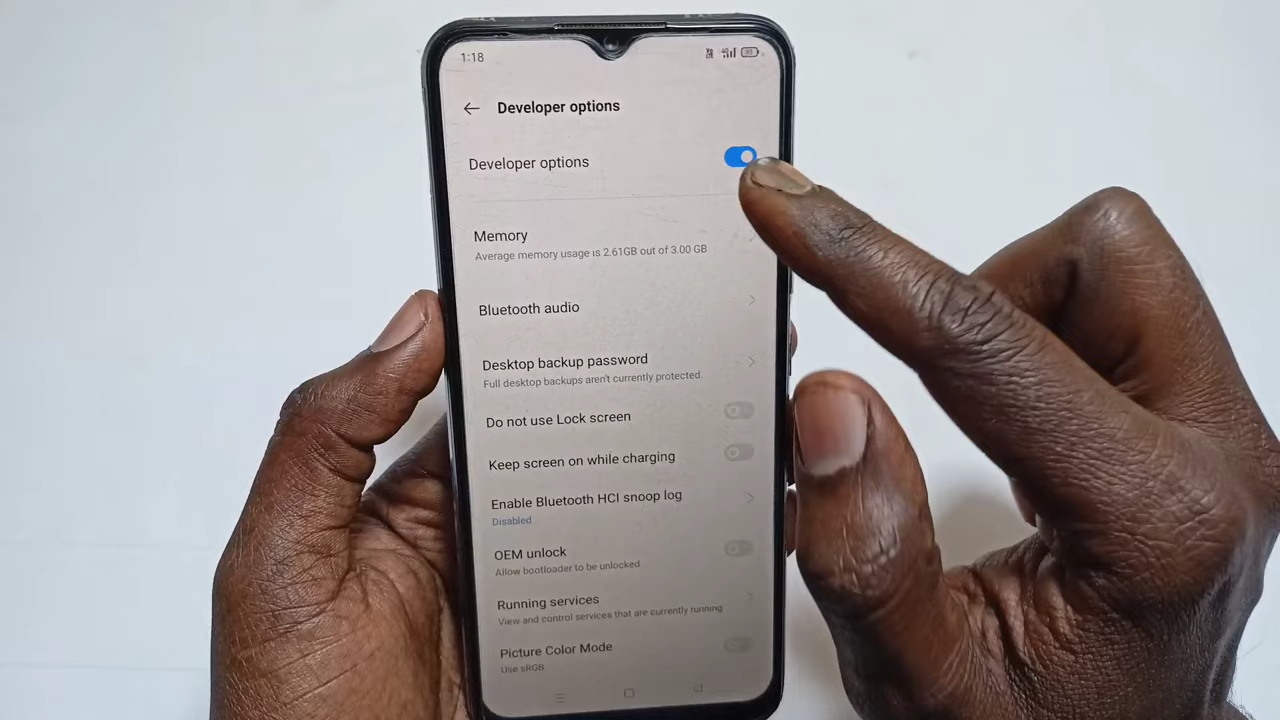 1:18
Developer options
Developer options
Memory
Average memory usage is 2.61GB out of 3.00 GB
Bluetooth audio
Desktop backup password
Full desktop backups aren't currently protected.
Do not use Lock screen
Keep screen on while charging
Enable Bluetooth HCI snoop log
Disabled
OEM unlock
Allow bootloader to be unlocked
Running services
View and control services that are currently running
Picture Color Mode
Use sRGB